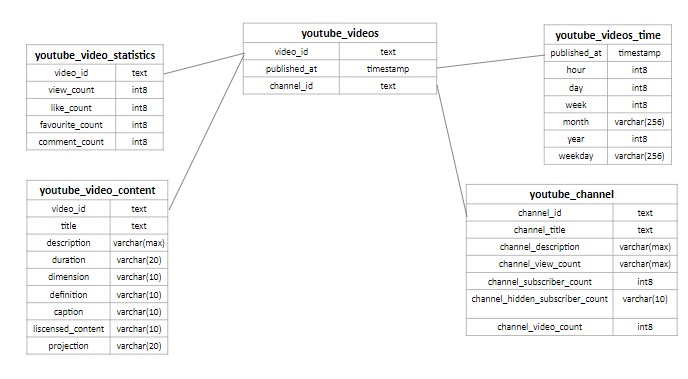 youtube_videos
video_id text
published_at timestamp
channel_id text
youtube_video_statistics
video_id text
view_count int8
like_count int8
favourite_count int8
comment_count int8
youtube_videos_time
published_at timestamp
hour int8
day int8
week int8
month varchar(256)
year int8
weekday varchar(256)
youtube_video_content
video_id text
title text
description varchar(max)
duration varchar(20)
dimension varchar(10)
definition varchar(10)
caption varchar(10)
liscensed_content varchar(10)
projection varchar(20)
youtube_channel
channel_id text
channel_title text
channel_description varchar(max)
channel_view_count varchar(max)
channel_subscriber_count int8
channel_hidden_subscriber_count varchar(10)
channel_video_count int8